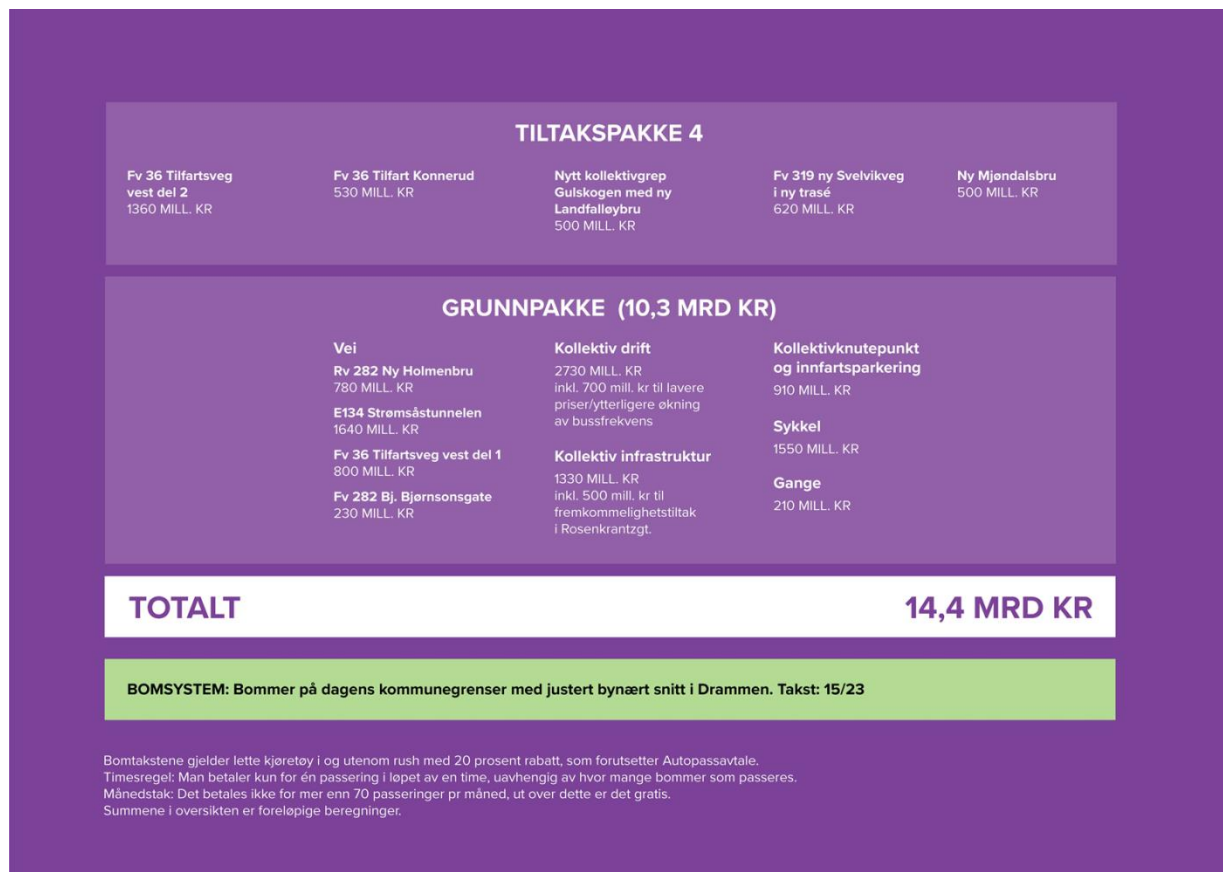 TILTAKSPAKKE 4
Fv 36 Tilfartsveg
vest del 2
1360 MILL. KR
Fv 36 Tilfart Konnerud
530 MILL. KR
Nytt kollektivgrep
Gulskogen med ny
Landfalløybru
500 MILL. KR
Fv 319 ny Svelvikveg
i ny trasé
620 MILL. KR
Ny Mjøndalsbru
500 MILL. KR
GRUNNPAKKE (10,3 MRD KR)
Vei
Rv 282 Ny Holmenbru
780 MILL. KR
E134 Strømsåstunnelen
1640 MILL. KR
Fv 36 Tilfartsveg vest del 1
800 MILL. KR
Fv 282 Bj. Bjørnsonsgate
230 MILL. KR
Kollektiv drift
2730 MILL. KR
inkl. 700 mill. kr til lavere
priser/ytterligere økning
av bussfrekvens
Kollektiv infrastruktur
1330 MILL. KR
inkl. 500 mill. kr til
fremkommelighetstiltak
i Rosenkrantzgt.
Kollektivknutepunkt
og innfartsparkering
910 MILL. KR
Sykkel
1550 MILL. KR
Gange
210 MILL. KR
TOTALT 14,4 MRD KR
BOMSYSTEM: Bommer på dagens kommunegrenser med justert bynært snitt i Drammen. Takst: 15/23
Bomtakstene gjelder lette kjøretøy i og utenom rush med 20 prosent rabatt, som forutsetter Autopassavtale.
Timesregel: Man betaler kun for én passering i løpet av en time, uavhengig av hvor mange bommer som passeres.
Månedstak: Det betales ikke for mer enn 70 passeringer pr måned, ut over dette er det gratis.
Summene i oversikten er foreløpige beregninger.